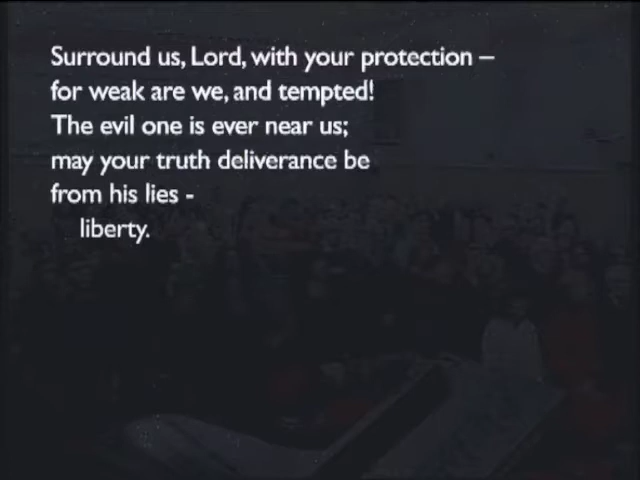 Surround us, Lord, with your protection –
for weak are we, and tempted!
The evil one is ever near us;
may your truth deliverance be
from his lies -
liberty.